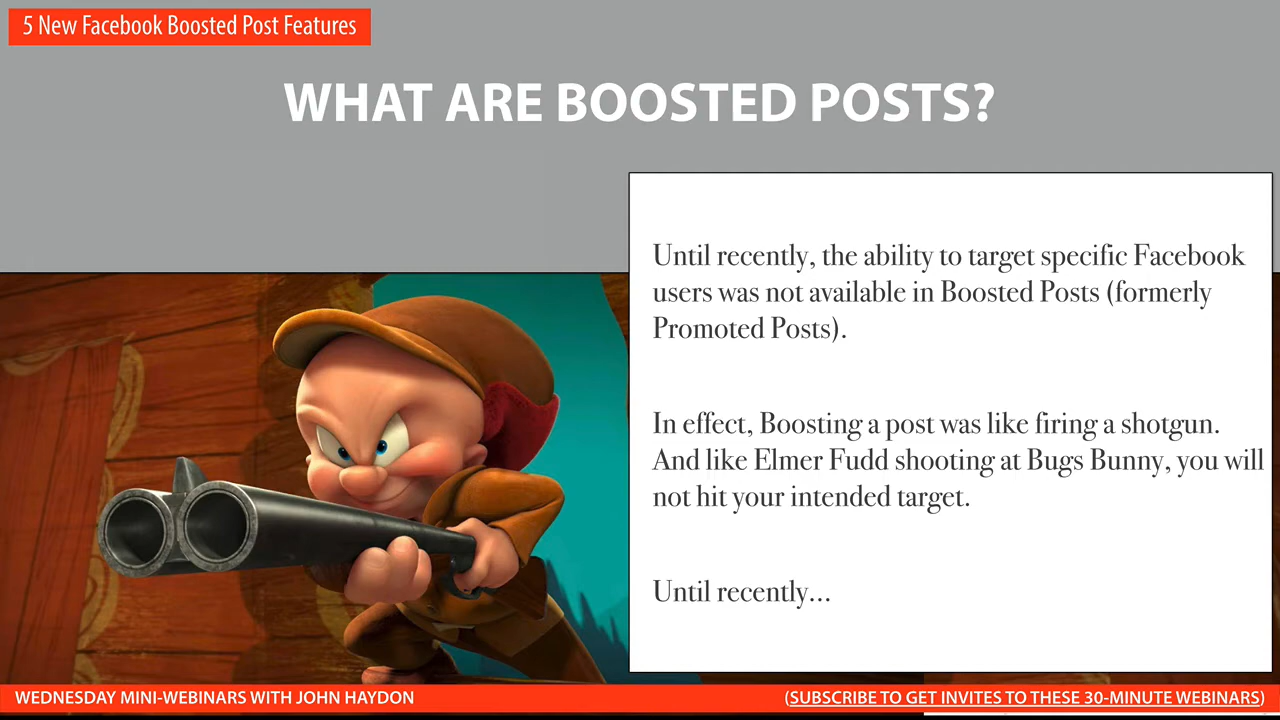 5 New Facebook Boosted Post Features
WHAT ARE BOOSTED POSTS?
Until recently, the ability to target specific Facebook
users was not available in Boosted Posts (formerly
Promoted Posts).
In effect, Boosting a post was like firing a shotgun.
And like Elmer Fudd shooting at Bugs Bunny, you will
not hit your intended target.
Until recently...
WEDNESDAY MINI-WEBINARS WITH JOHN HAYDON
(SUBSCRIBE TO GET INVITES TO THESE 30-MINUTE WEBINARS)